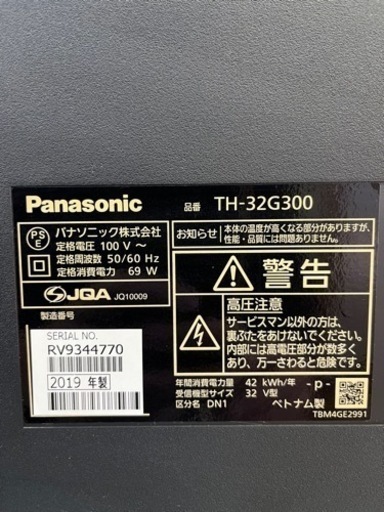 Panasonic
品番 TH-32G300
PS
E
パナソニック株式会社
定格電圧 100 V ～
定格周波数 50/60 Hz
定格消費電力 69 W
お知らせ
本体の温度が高くなる部分がありますが、
性能・品質には問題ありません。
JQA JQ10009
製造番号
SERIAL NO.
RV9344770
2019 年製
警告
高圧注意
サービスマン以外の方は、
裏ぶたをあけないでください。
内部には高電圧部分が数多く
あり、万一さわると危険です。
年間消費電力量 42 kWh/年
受信機型サイズ 32 V型
区分名 DN1
-p-
ベトナム製
TBM4GE2991